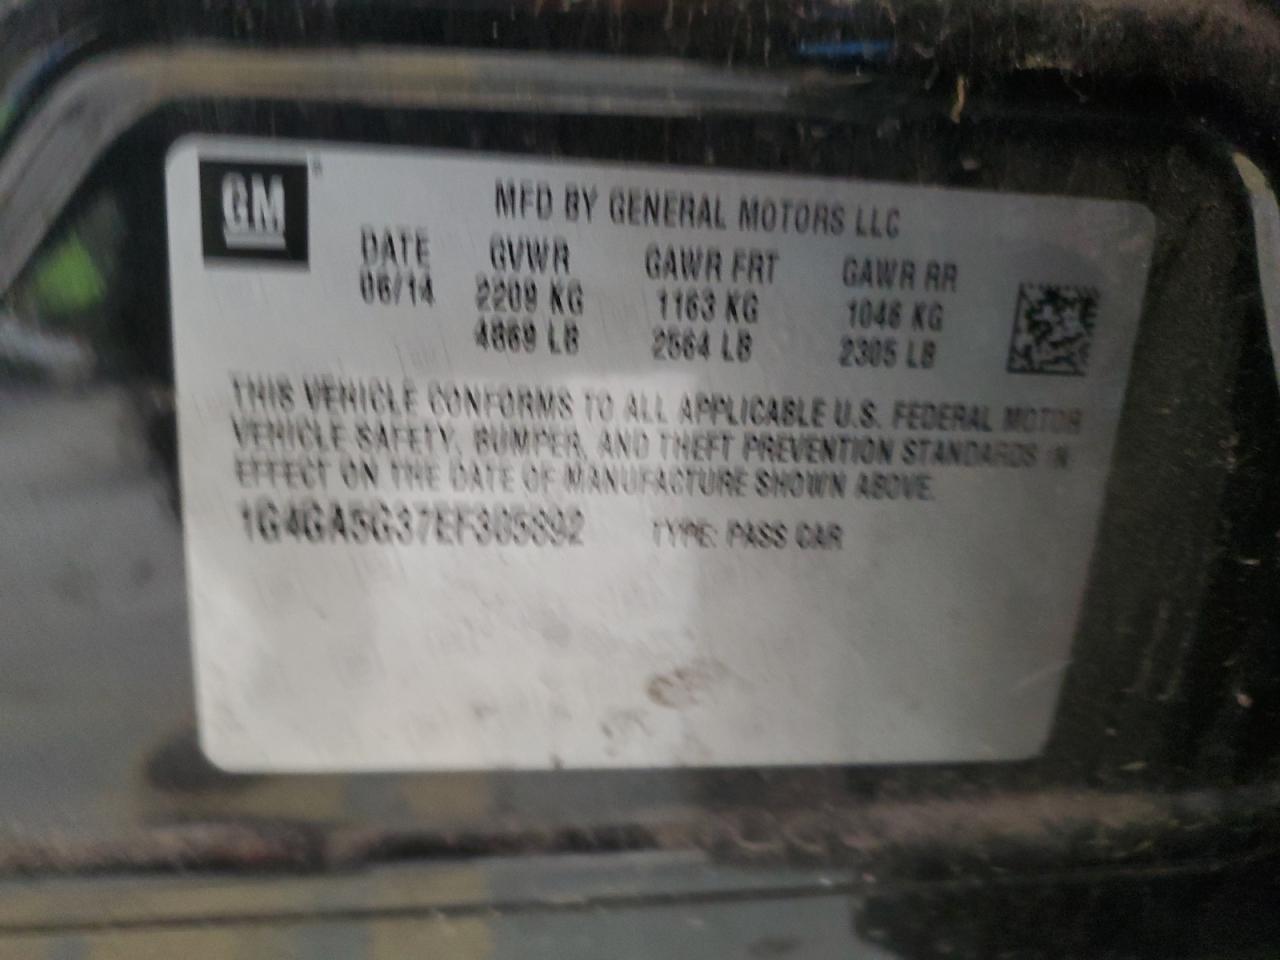 GM
MFD BY GENERAL MOTORS LLC
DATE GVWR GAWR FRT GAWR RR
06/14 2209 KG 1163 KG 1046 KG
4869 LB 2564 LB 2305 LB
THIS VEHICLE CONFORMS TO ALL APPLICABLE U.S. FEDERAL MOTOR
VEHICLE SAFETY, BUMPER, AND THEFT PREVENTION STANDARDS IN
EFFECT ON THE DATE OF MANUFACTURE SHOWN ABOVE.
TYPE: PASS CAR